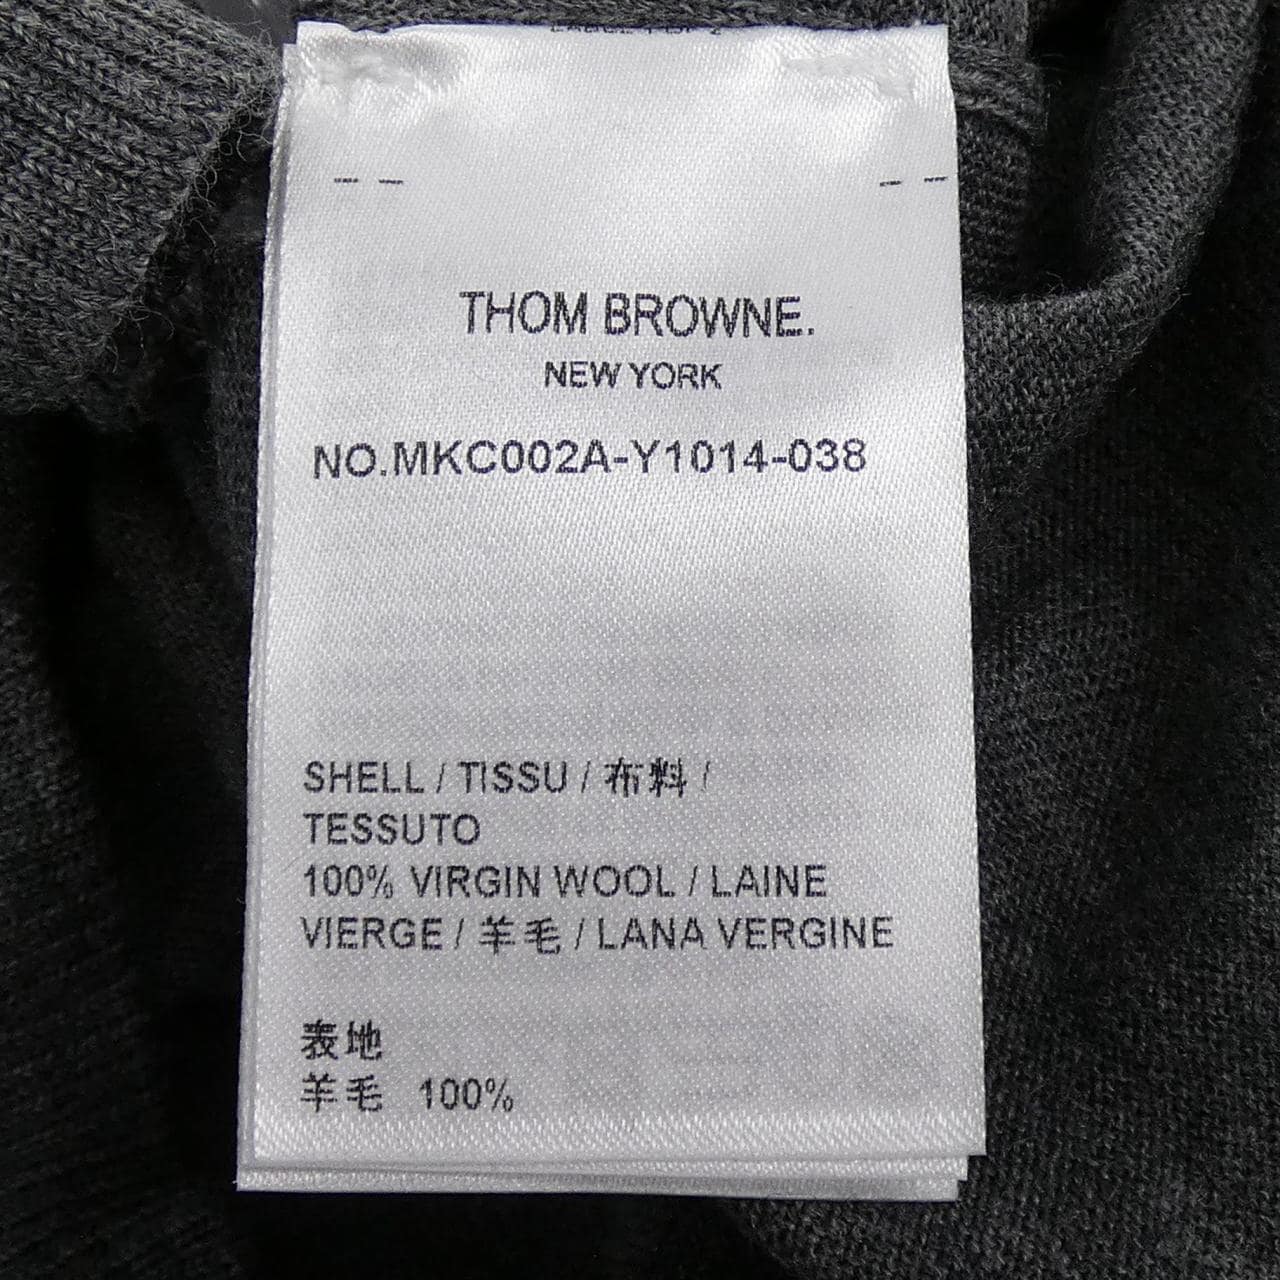 THOM BROWNE.
NEW YORK
NO.MKC002A-Y1014-038
SHELL / TISSU / 布料 /
TESSUTO
100% VIRGIN WOOL / LAINE
VIERGE / 羊毛 / LANA VERGINE
表地
羊毛 100%